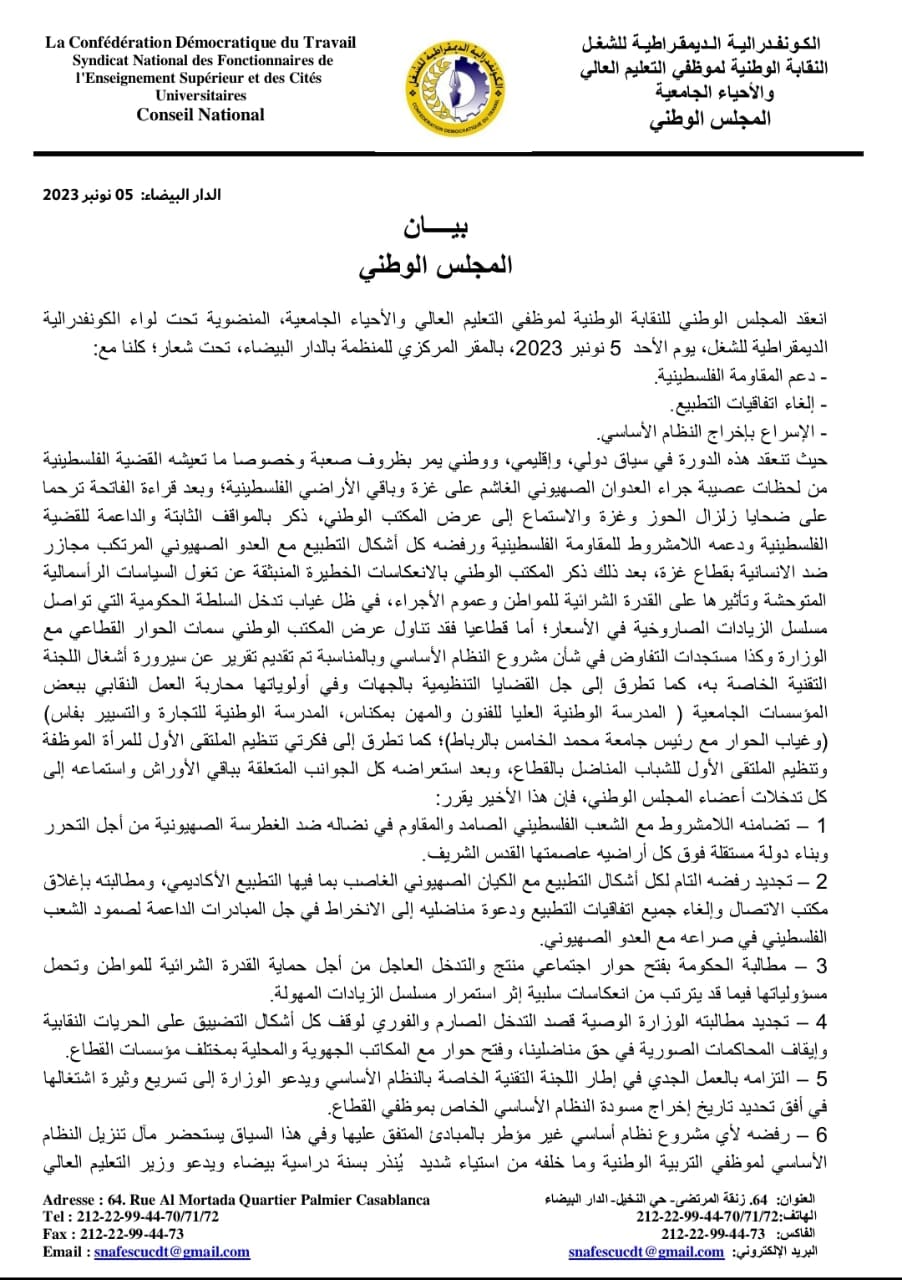 La Confédération Démocratique du Travail
Syndicat National des Fonctionnaires de
l'Enseignement Supérieur et des Cités
Universitaires
Conseil National
الكونفدرالية الديمقراطية للشغل
CONFEDERATION DEMOCRATIQUE DU TRAVAIL
الكونفدرالية الديمقراطية للشغل
النقابة الوطنية لموظفي التعليم العالي
والأحياء الجامعية
المجلس الوطني
الدار البيضاء: 05 نونبر 2023
بيـــان
المجلس الوطني
انعقد المجلس الوطني للنقابة الوطنية لموظفي التعليم العالي والأحياء الجامعية، المنضوية تحت لواء الكونفدرالية
الديمقراطية للشغل، يوم الأحد 5 نونبر 2023، بالمقر المركزي للمنظمة بالدار البيضاء، تحت شعار؛ كلنا مع:
- دعم المقاومة الفلسطينية.
- إلغاء اتفاقيات التطبيع.
- الإسراع بإخراج النظام الأساسي.
حيث تنعقد هذه الدورة في سياق دولي، وإقليمي، ووطني يمر بظروف صعبة وخصوصا ما تعيشه القضية الفلسطينية
من لحظات عصيبة جراء العدوان الصهيوني الغاشم على غزة وباقي الأراضي الفلسطينية؛ وبعد قراءة الفاتحة ترحما
على ضحايا زلزال الحوز وغزة والاستماع إلى عرض المكتب الوطني، ذكر بالمواقف الثابتة والداعمة للقضية
الفلسطينية ودعمه اللامشروط للمقاومة الفلسطينية ورفضه كل أشكال التطبيع مع العدو الصهيوني المرتكب مجازر
ضد الانسانية بقطاع غزة، بعد ذلك ذكر المكتب الوطني بالانعكاسات الخطيرة المنبثقة عن تغول السياسات الرأسمالية
المتوحشة وتأثيرها على القدرة الشرائية للمواطن وعموم الأجراء، في ظل غياب تدخل السلطة الحكومية التي تواصل
مسلسل الزيادات الصاروخية في الأسعار؛ أما قطاعيا فقد تناول عرض المكتب الوطني سمات الحوار القطاعي مع
الوزارة وكذا مستجدات التفاوض في شأن مشروع النظام الأساسي وبالمناسبة تم تقديم تقرير عن سيرورة أشغال اللجنة
التقنية الخاصة به، كما تطرق إلى جل القضايا التنظيمية بالجهات وفي أولوياتها محاربة العمل النقابي ببعض
المؤسسات الجامعية ( المدرسة الوطنية العليا للفنون والمهن بمكناس، المدرسة الوطنية للتجارة والتسيير بفاس)
(وغياب الحوار مع رئيس جامعة محمد الخامس بالرباط)؛ كما تطرق إلى فكرتي تنظيم الملتقى الأول للمرأة الموظفة
وتنظيم الملتقى الأول للشباب المناضل بالقطاع، وبعد استعراضه كل الجوانب المتعلقة بباقي الأوراش واستماعه إلى
كل تدخلات أعضاء المجلس الوطني، فإن هذا الأخير يقرر:
1 – تضامنه اللامشروط مع الشعب الفلسطيني الصامد والمقاوم في نضاله ضد الغطرسة الصهيونية من أجل التحرر
وبناء دولة مستقلة فوق كل أراضيه عاصمتها القدس الشريف.
2 – تجديد رفضه التام لكل أشكال التطبيع مع الكيان الصهيوني الغاصب بما فيها التطبيع الأكاديمي، ومطالبته بإغلاق
مكتب الاتصال وإلغاء جميع اتفاقيات التطبيع ودعوة مناضليه إلى الانخراط في جل المبادرات الداعمة لصمود الشعب
الفلسطيني في صراعه مع العدو الصهيوني.
3 – مطالبة الحكومة بفتح حوار اجتماعي منتج والتدخل العاجل من أجل حماية القدرة الشرائية للمواطن وتحمل
مسؤولياتها فيما قد يترتب من انعكاسات سلبية إثر استمرار مسلسل الزيادات المهولة.
4 – تجديد مطالبته الوزارة الوصية قصد التدخل الصارم والفوري لوقف كل أشكال التضييق على الحريات النقابية
وإيقاف المحاكمات الصورية في حق مناضلينا، وفتح حوار مع المكاتب الجهوية والمحلية بمختلف مؤسسات القطاع.
5 – التزامه بالعمل الجدي في إطار اللجنة التقنية الخاصة بالنظام الأساسي ويدعو الوزارة إلى تسريع وثيرة اشتغالها
في أفق تحديد تاريخ إخراج مسودة النظام الأساسي الخاص بموظفي القطاع.
6 – رفضه لأي مشروع نظام أساسي غير مؤطر بالمبادئ المتفق عليها وفي هذا السياق يستحضر مآل تنزيل النظام
الأساسي لموظفي التربية الوطنية وما خلفه من استياء شديد يُنذر بسنة دراسية بيضاء ويدعو وزير التعليم العالي
Adresse : 64. Rue Al Mortada Quartier Palmier Casablanca
Tel : 212-22-99-44-70/71/72
Fax : 212-22-99-44-73
Email : snafescucdt@gmail.com
العنوان: 64. زنقة المرتضى- حي النخيل- الدار البيضاء
الهاتف:212-22-99-44-70/71/72
الفاكس: 212-22-99-44-73
البريد الإلكتروني: snafescucdt@gmail.com